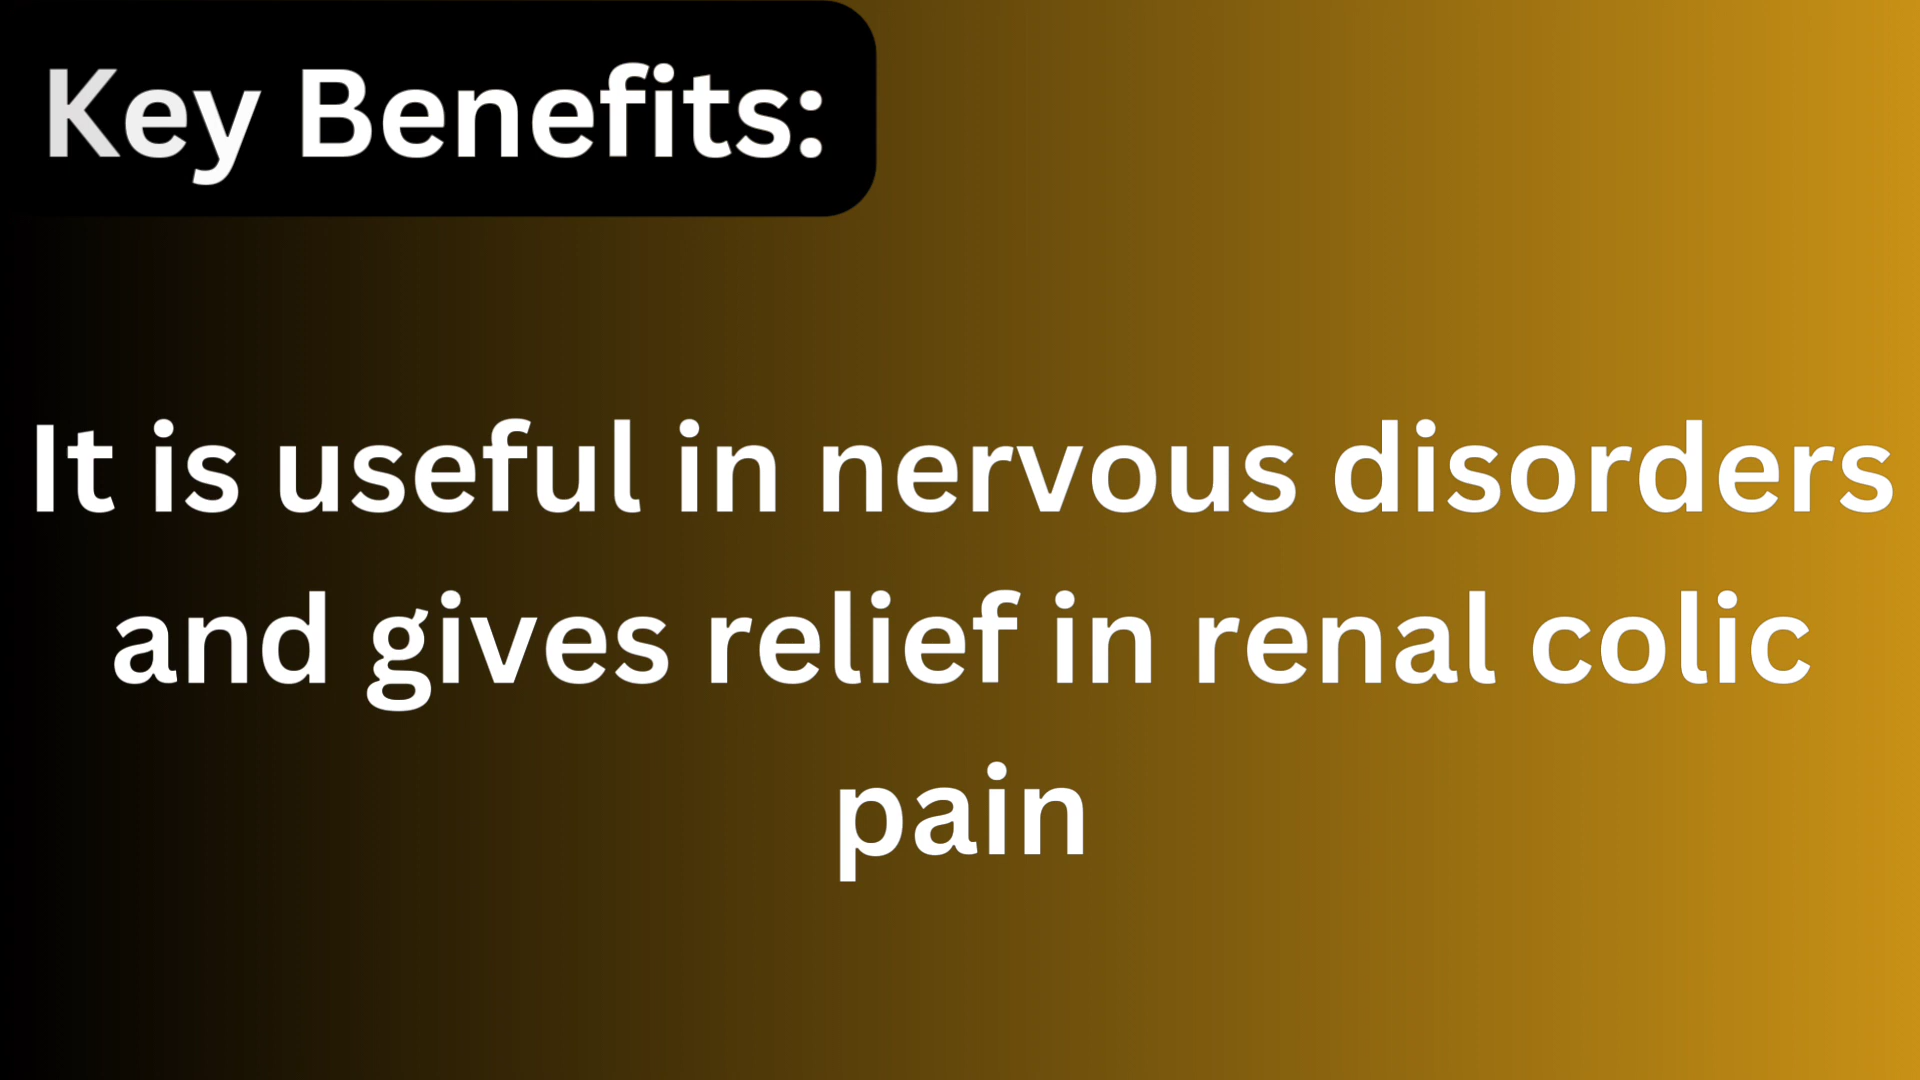 Key Benefits:
It is useful in nervous disorders
and gives relief in renal colic
pain